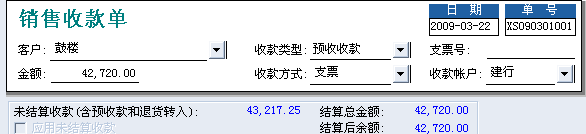 销售收款单
日 期 单 号
2009-03-22 XS090301001
客户: 鼓楼 收款类型: 预收收款 支票号:
金额: 42,720.00 收款方式: 支票 收款帐户: 建行
未结算收款(含预收款和退货转入): 43,217.25 结算总金额: 42,720.00
应用未结算收款 结算后余额: 42,720.00